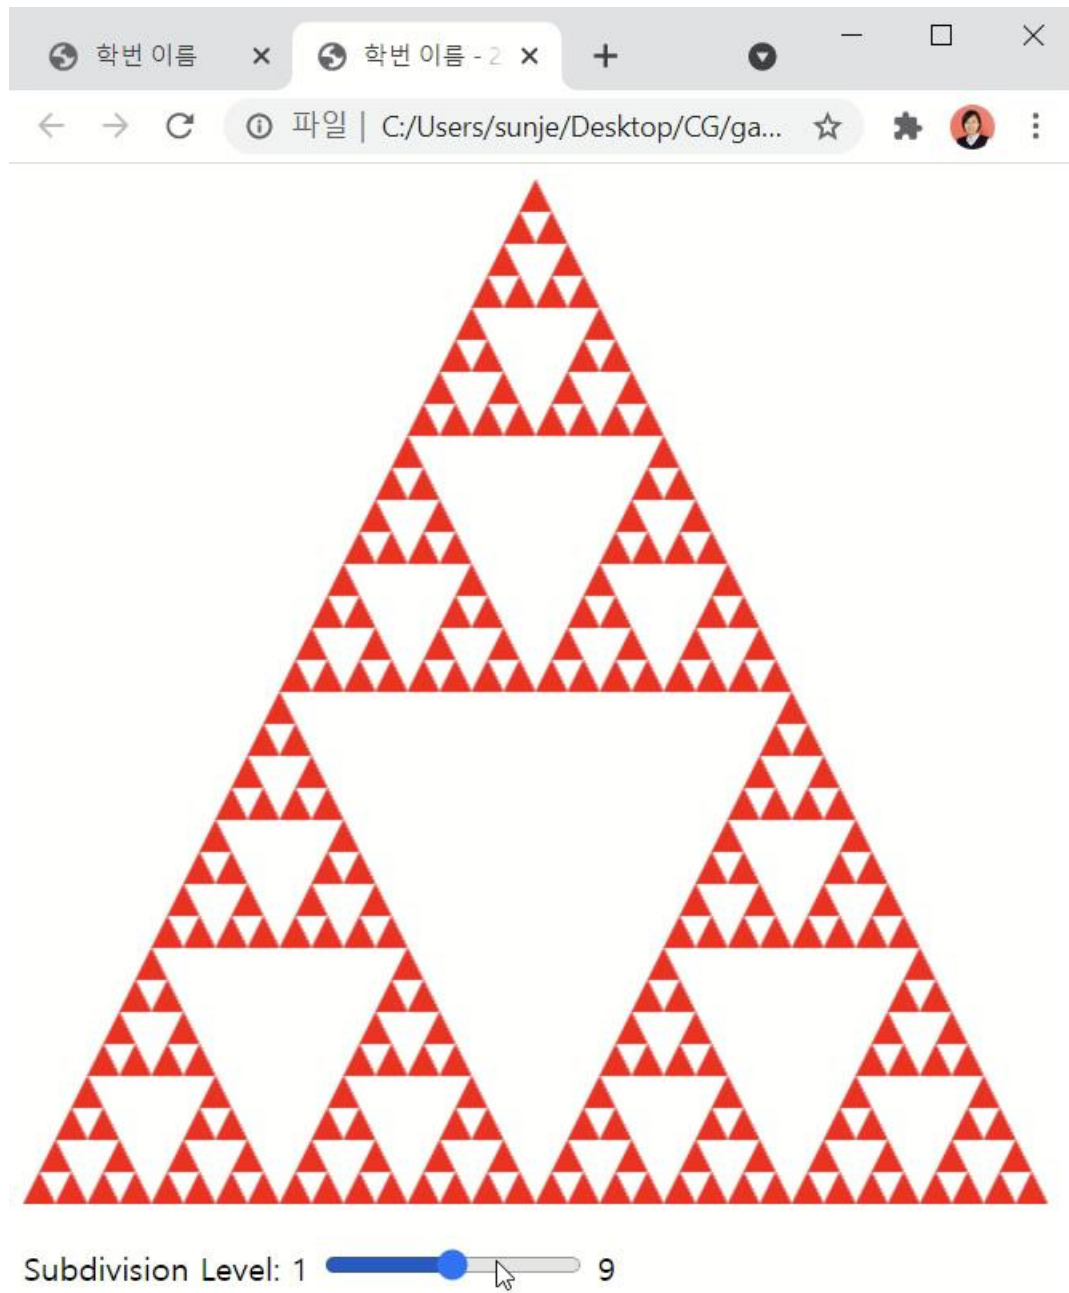 학번 이름
학번 이름 - 2
파일 | C:/Users/sunje/Desktop/CG/ga...
Subdivision Level: 1 9